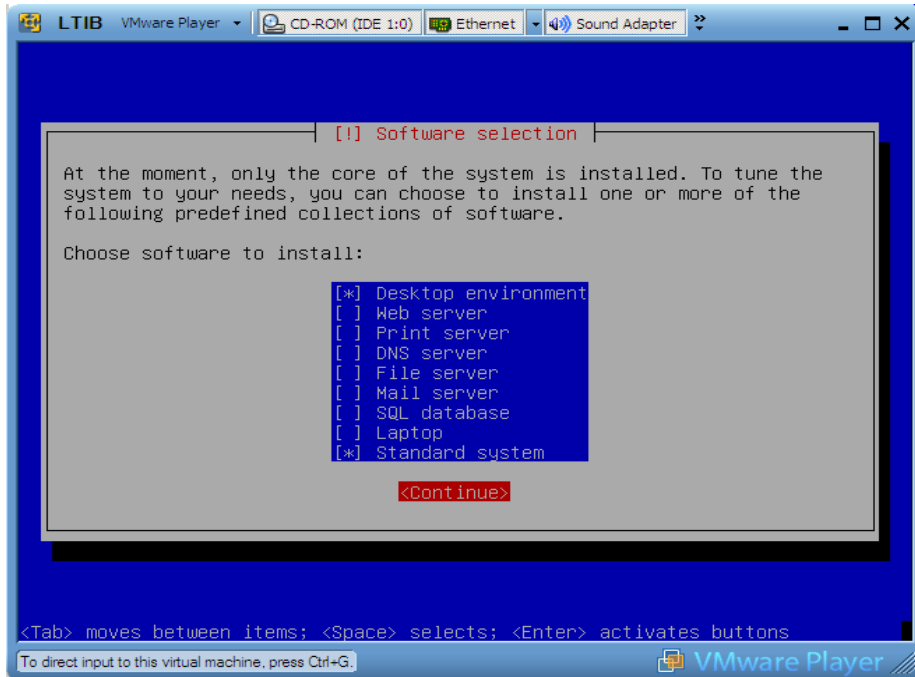 LTIB VMware Player CD-ROM (IDE 1:0) Ethernet Sound Adapter
[!] Software selection
At the moment, only the core of the system is installed. To tune the
system to your needs, you can choose to install one or more of the
following predefined collections of software.
Choose software to install:
[*] Desktop environment
[ ] Web server
[ ] Print server
[ ] DNS server
[ ] File server
[ ] Mail server
[ ] SQL database
[ ] Laptop
[*] Standard system
<Continue>
<Tab> moves between items; <Space> selects; <Enter> activates buttons
To direct input to this virtual machine, press Ctrl+G. VMware Player